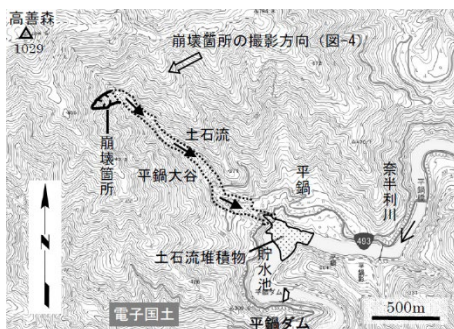 高善森
1029
崩壊箇所の撮影方向（図-4）
崩壊箇所
土石流
平鍋大谷
平鍋
奈半利川
493
土石流堆積物
貯水池
平鍋ダム
電子国土
500m
N